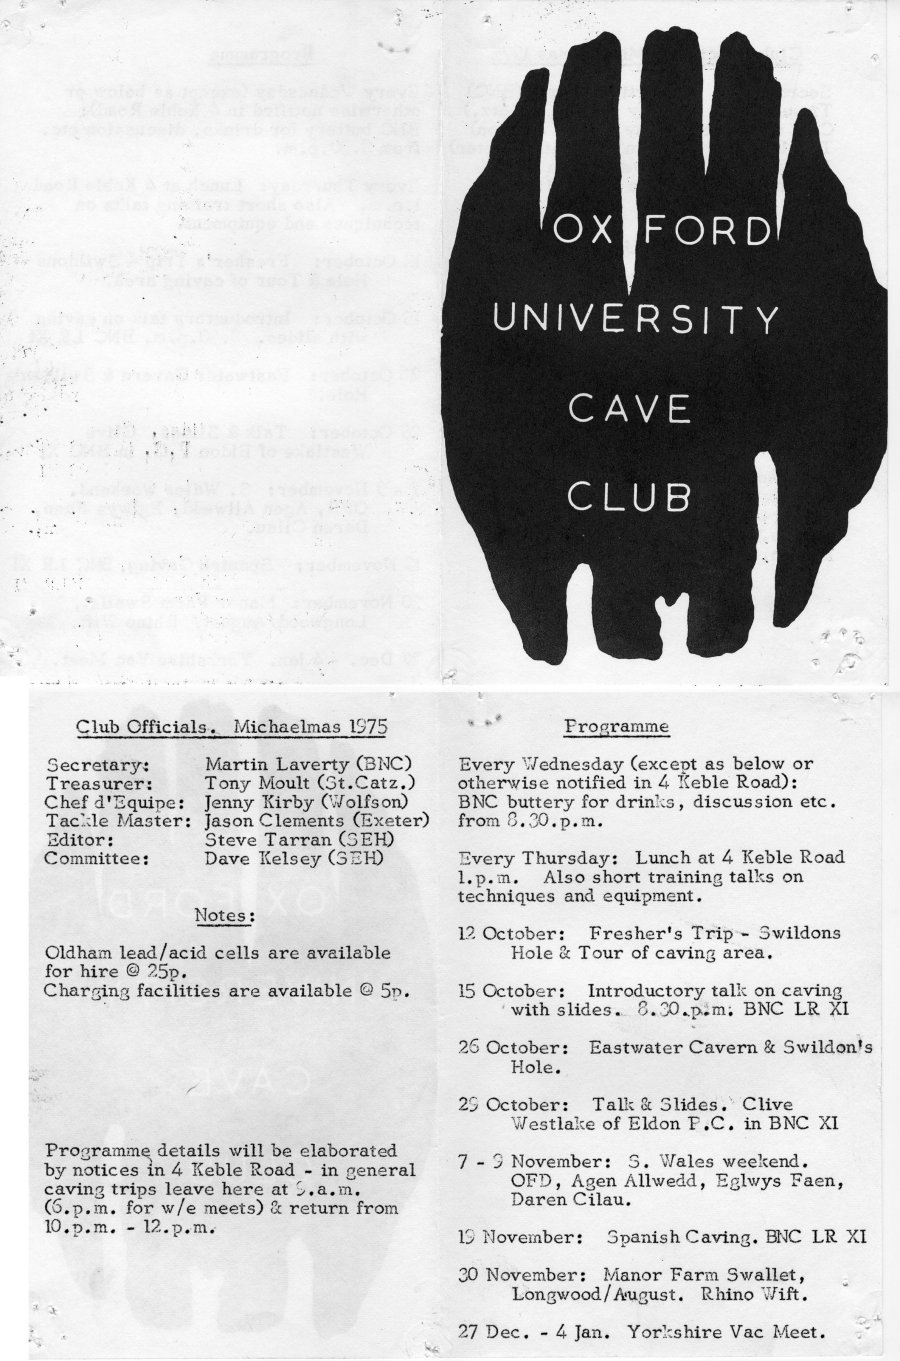 OXFORD
UNIVERSITY
CAVE
CLUB
Club Officials. Michaelmas 1975
Secretary: Martin Laverty (BNC)
Treasurer: Tony Moult (St.Catz.)
Chef d'Equipe: Jenny Kirby (Wolfson)
Tackle Master: Jason Clements (Exeter)
Editor: Steve Tarran (SEH)
Committee: Dave Kelsey (SEH)
Notes:
Oldham lead/acid cells are available
for hire @ 25p.
Charging facilities are available @ 5p.
Programme details will be elaborated
by notices in 4 Keble Road - in general
caving trips leave here at 9.a.m.
(6.p.m. for w/e meets) & return from
10.p.m. - 12.p.m.
Programme
Every Wednesday (except as below or
otherwise notified in 4 Keble Road):
BNC buttery for drinks, discussion etc.
from 8.30.p.m.
Every Thursday: Lunch at 4 Keble Road
1.p.m. Also short training talks on
techniques and equipment.
12 October: Fresher's Trip - Swildons
Hole & Tour of caving area.
15 October: Introductory talk on caving
with slides. 8.30.p.m. BNC LR XI
26 October: Eastwater Cavern & Swildon's
Hole.
29 October: Talk & Slides. Clive
Westlake of Eldon P.C. in BNC XI
7 - 9 November: S. Wales weekend.
OFD, Agen Allwedd, Eglwys Faen,
Daren Cilau.
19 November: Spanish Caving. BNC LR XI
30 November: Manor Farm Swallet,
Longwood/August. Rhino Wift.
27 Dec. - 4 Jan. Yorkshire Vac Meet.